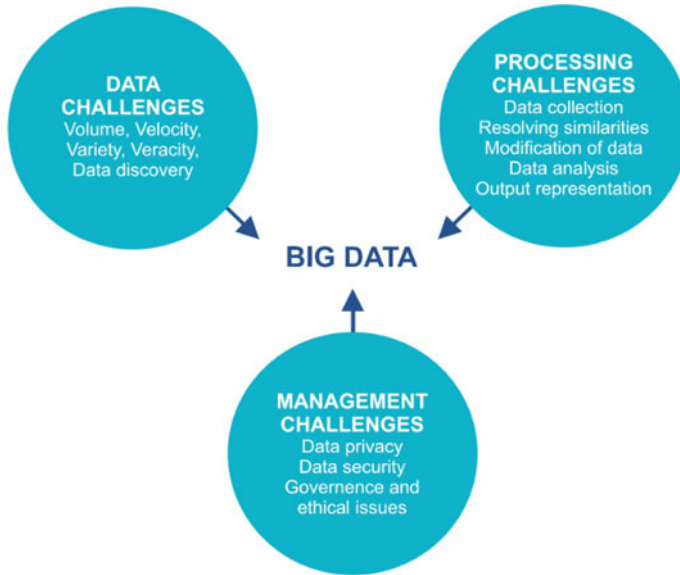 DATA
CHALLENGES
Volume, Velocity,
Variety, Veracity,
Data discovery
PROCESSING
CHALLENGES
Data collection
Resolving similarities
Modification of data
Data analysis
Output representation
BIG DATA
MANAGEMENT
CHALLENGES
Data privacy
Data security
Governence and
ethical issues